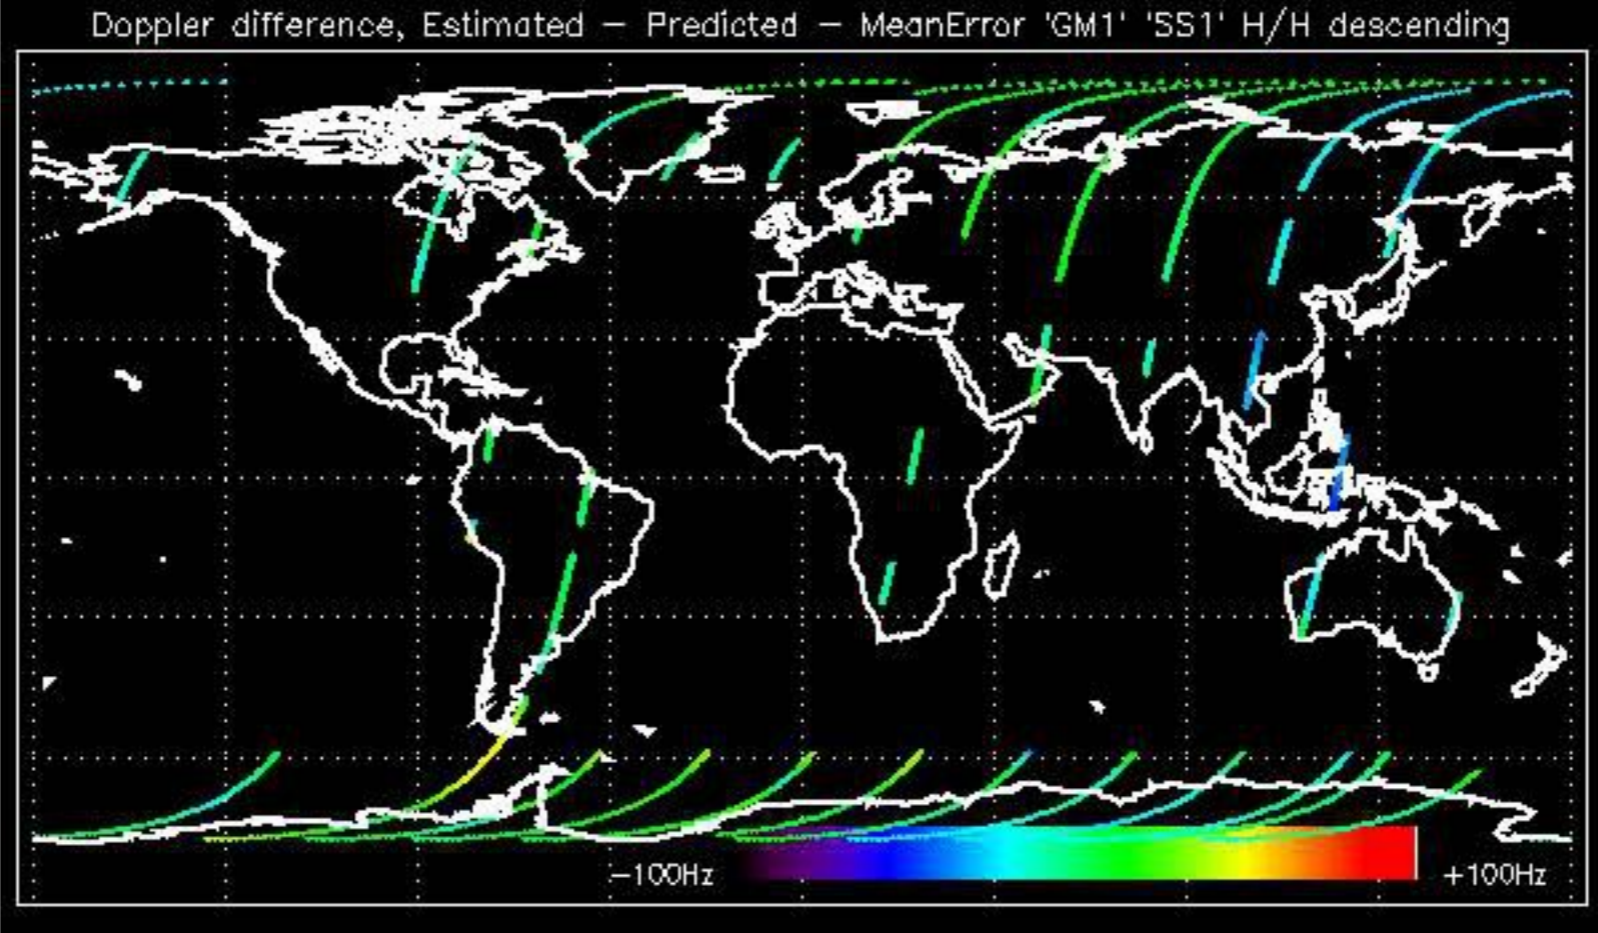 Doppler difference, Estimated – Predicted – MeanError 'GM1' 'SS1' H/H descending
−100Hz +100Hz